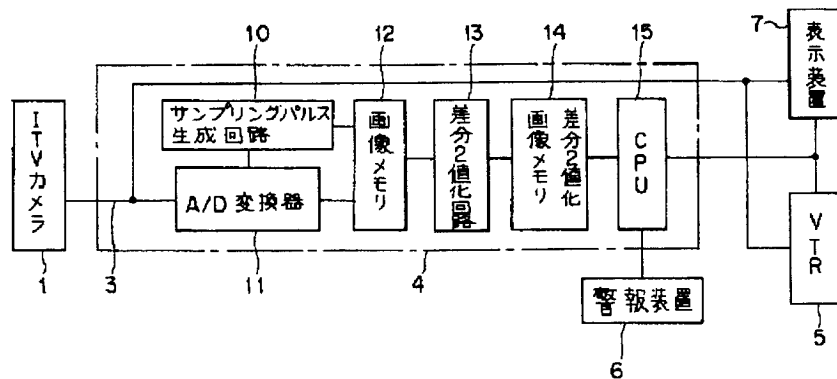 10
12
13
14
15
7
表示装置
ITVカメラ
サンプリングパルス
生成回路
画像メモリ
差分2値化回路
差分2値化
画像メモリ
CPU
A/D変換器
VTR
1
3
11
4
警報装置
6
5